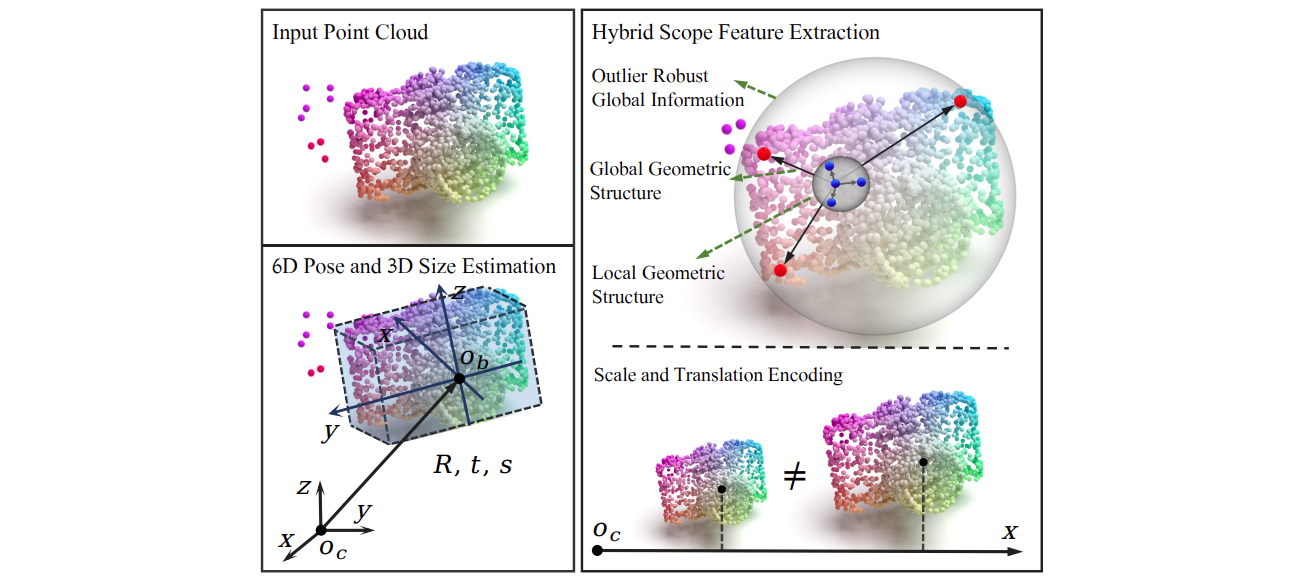 Input Point Cloud
6D Pose and 3D Size Estimation
z
x
o_b
y
R, t, s
z
y
x
o_c
Hybrid Scope Feature Extraction
Outlier Robust
Global Information
Global Geometric
Structure
Local Geometric
Structure
Scale and Translation Encoding
≠
o_c
x